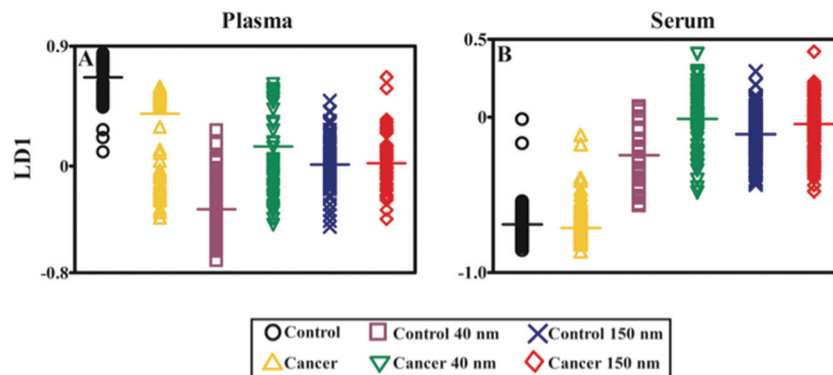 Plasma
Serum
0.9
A
LD1
0
-0.8
0.5
B
0
-1.0
Control
Control 40 nm
Control 150 nm
Cancer
Cancer 40 nm
Cancer 150 nm